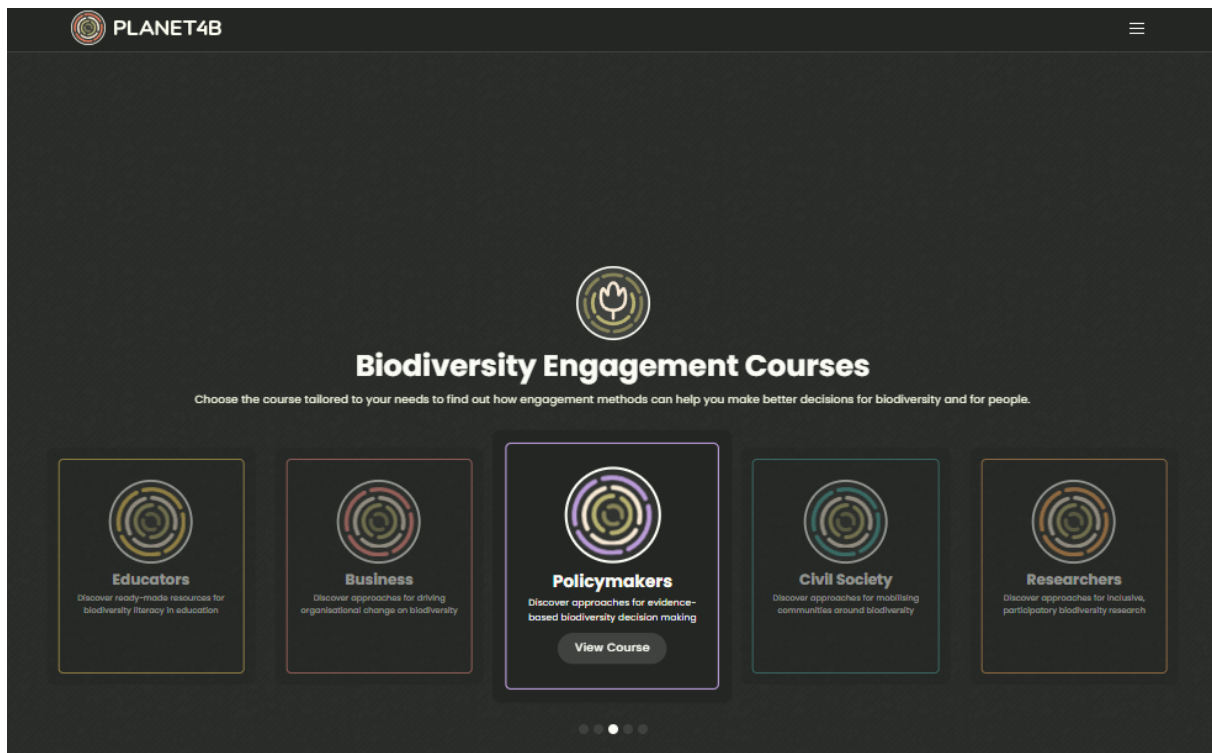 PLANET4B
Biodiversity Engagement Courses
Choose the course tailored to your needs to find out how engagement methods can help you make better decisions for biodiversity and for people.
Educators
Discover ready-made resources for
biodiversity literacy in education
Business
Discover approaches for driving
organisational change on biodiversity
Policymakers
Discover approaches for evidence-
based biodiversity decision making
View Course
Civil Society
Discover approaches for mobilising
communities around biodiversity
Researchers
Discover approaches for inclusive,
participatory biodiversity research